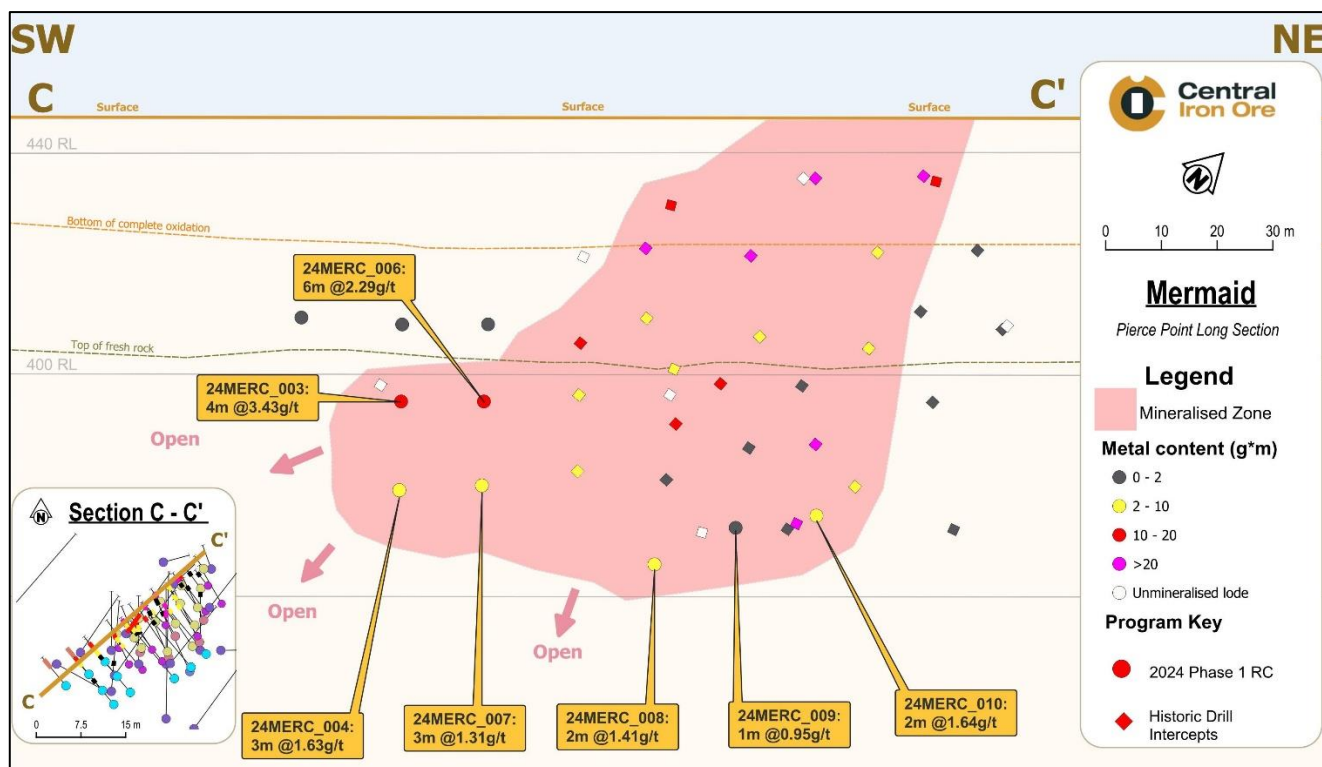 SW
NE
C
C'
Surface
Surface
Surface
440 RL
Bottom of complete oxidation
24MERC_006:
6m @2.29g/t
Top of fresh rock
400 RL
24MERC_003:
4m @3.43g/t
Open
Open
Open
24MERC_004:
3m @1.63g/t
24MERC_007:
3m @1.31g/t
24MERC_008:
2m @1.41g/t
24MERC_009:
1m @0.95g/t
24MERC_010:
2m @1.64g/t
N
Section C - C'
C'
C
0 7.5 15 m
Central
Iron Ore
N
0 10 20 30 m
Mermaid
Pierce Point Long Section
Legend
Mineralised Zone
Metal content (g*m)
0 - 2
2 - 10
10 - 20
>20
Unmineralised lode
Program Key
2024 Phase 1 RC
Historic Drill
Intercepts